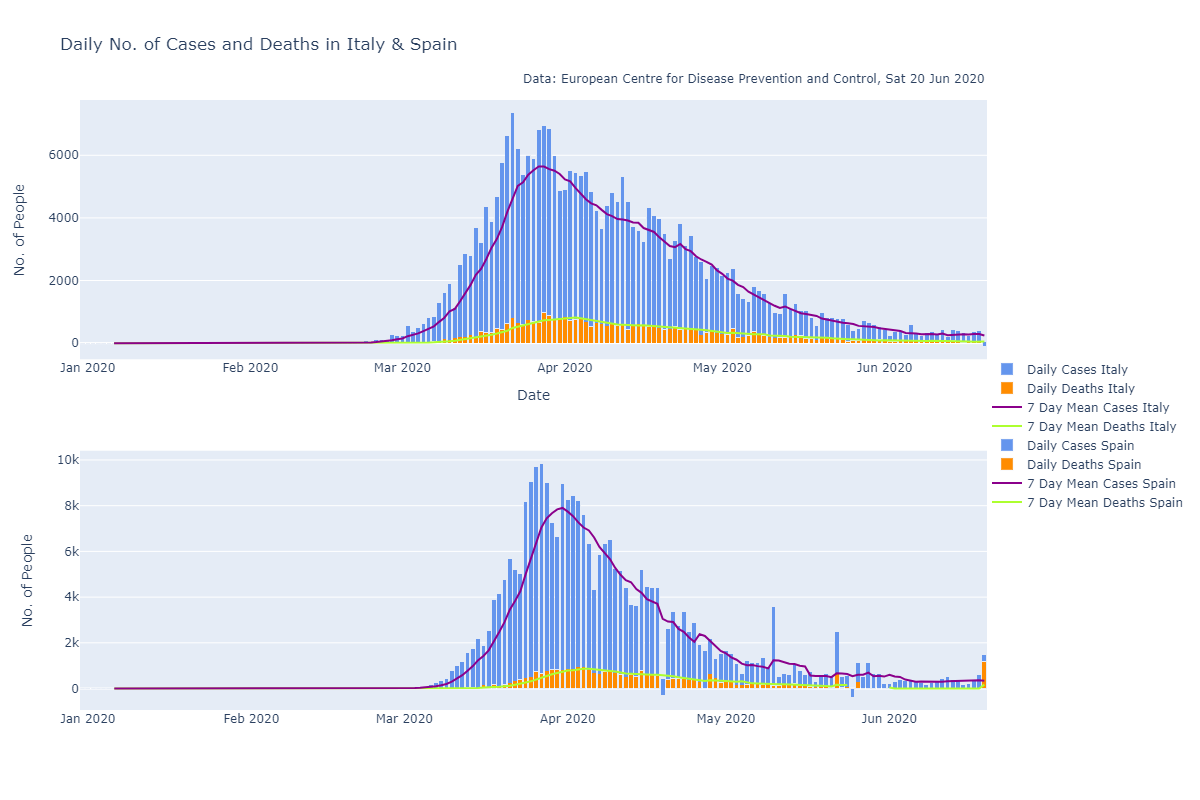 Daily No. of Cases and Deaths in Italy & Spain
Data: European Centre for Disease Prevention and Control, Sat 20 Jun 2020
No. of People
6000
4000
2000
0
Jan 2020 Feb 2020 Mar 2020 Apr 2020 May 2020 Jun 2020
Date
Daily Cases Italy
Daily Deaths Italy
7 Day Mean Cases Italy
7 Day Mean Deaths Italy
Daily Cases Spain
Daily Deaths Spain
7 Day Mean Cases Spain
7 Day Mean Deaths Spain
No. of People
10k
8k
6k
4k
2k
0
Jan 2020 Feb 2020 Mar 2020 Apr 2020 May 2020 Jun 2020